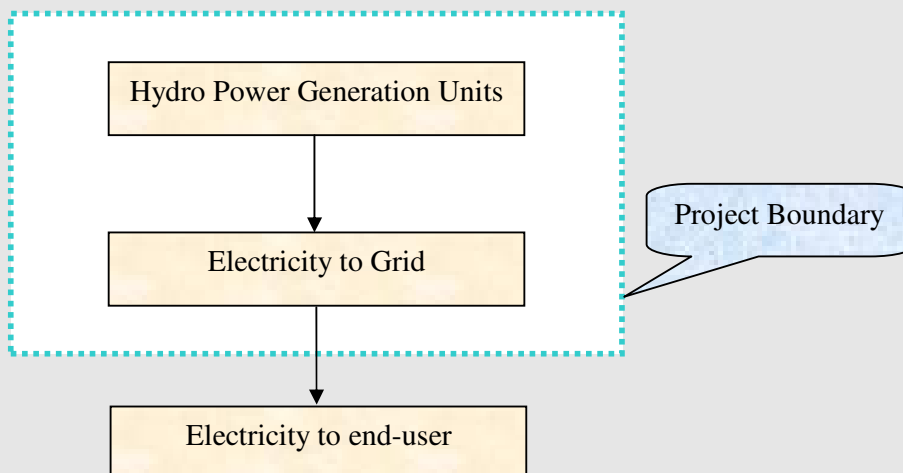 Hydro Power Generation Units
Electricity to Grid
Project Boundary
Electricity to end-user